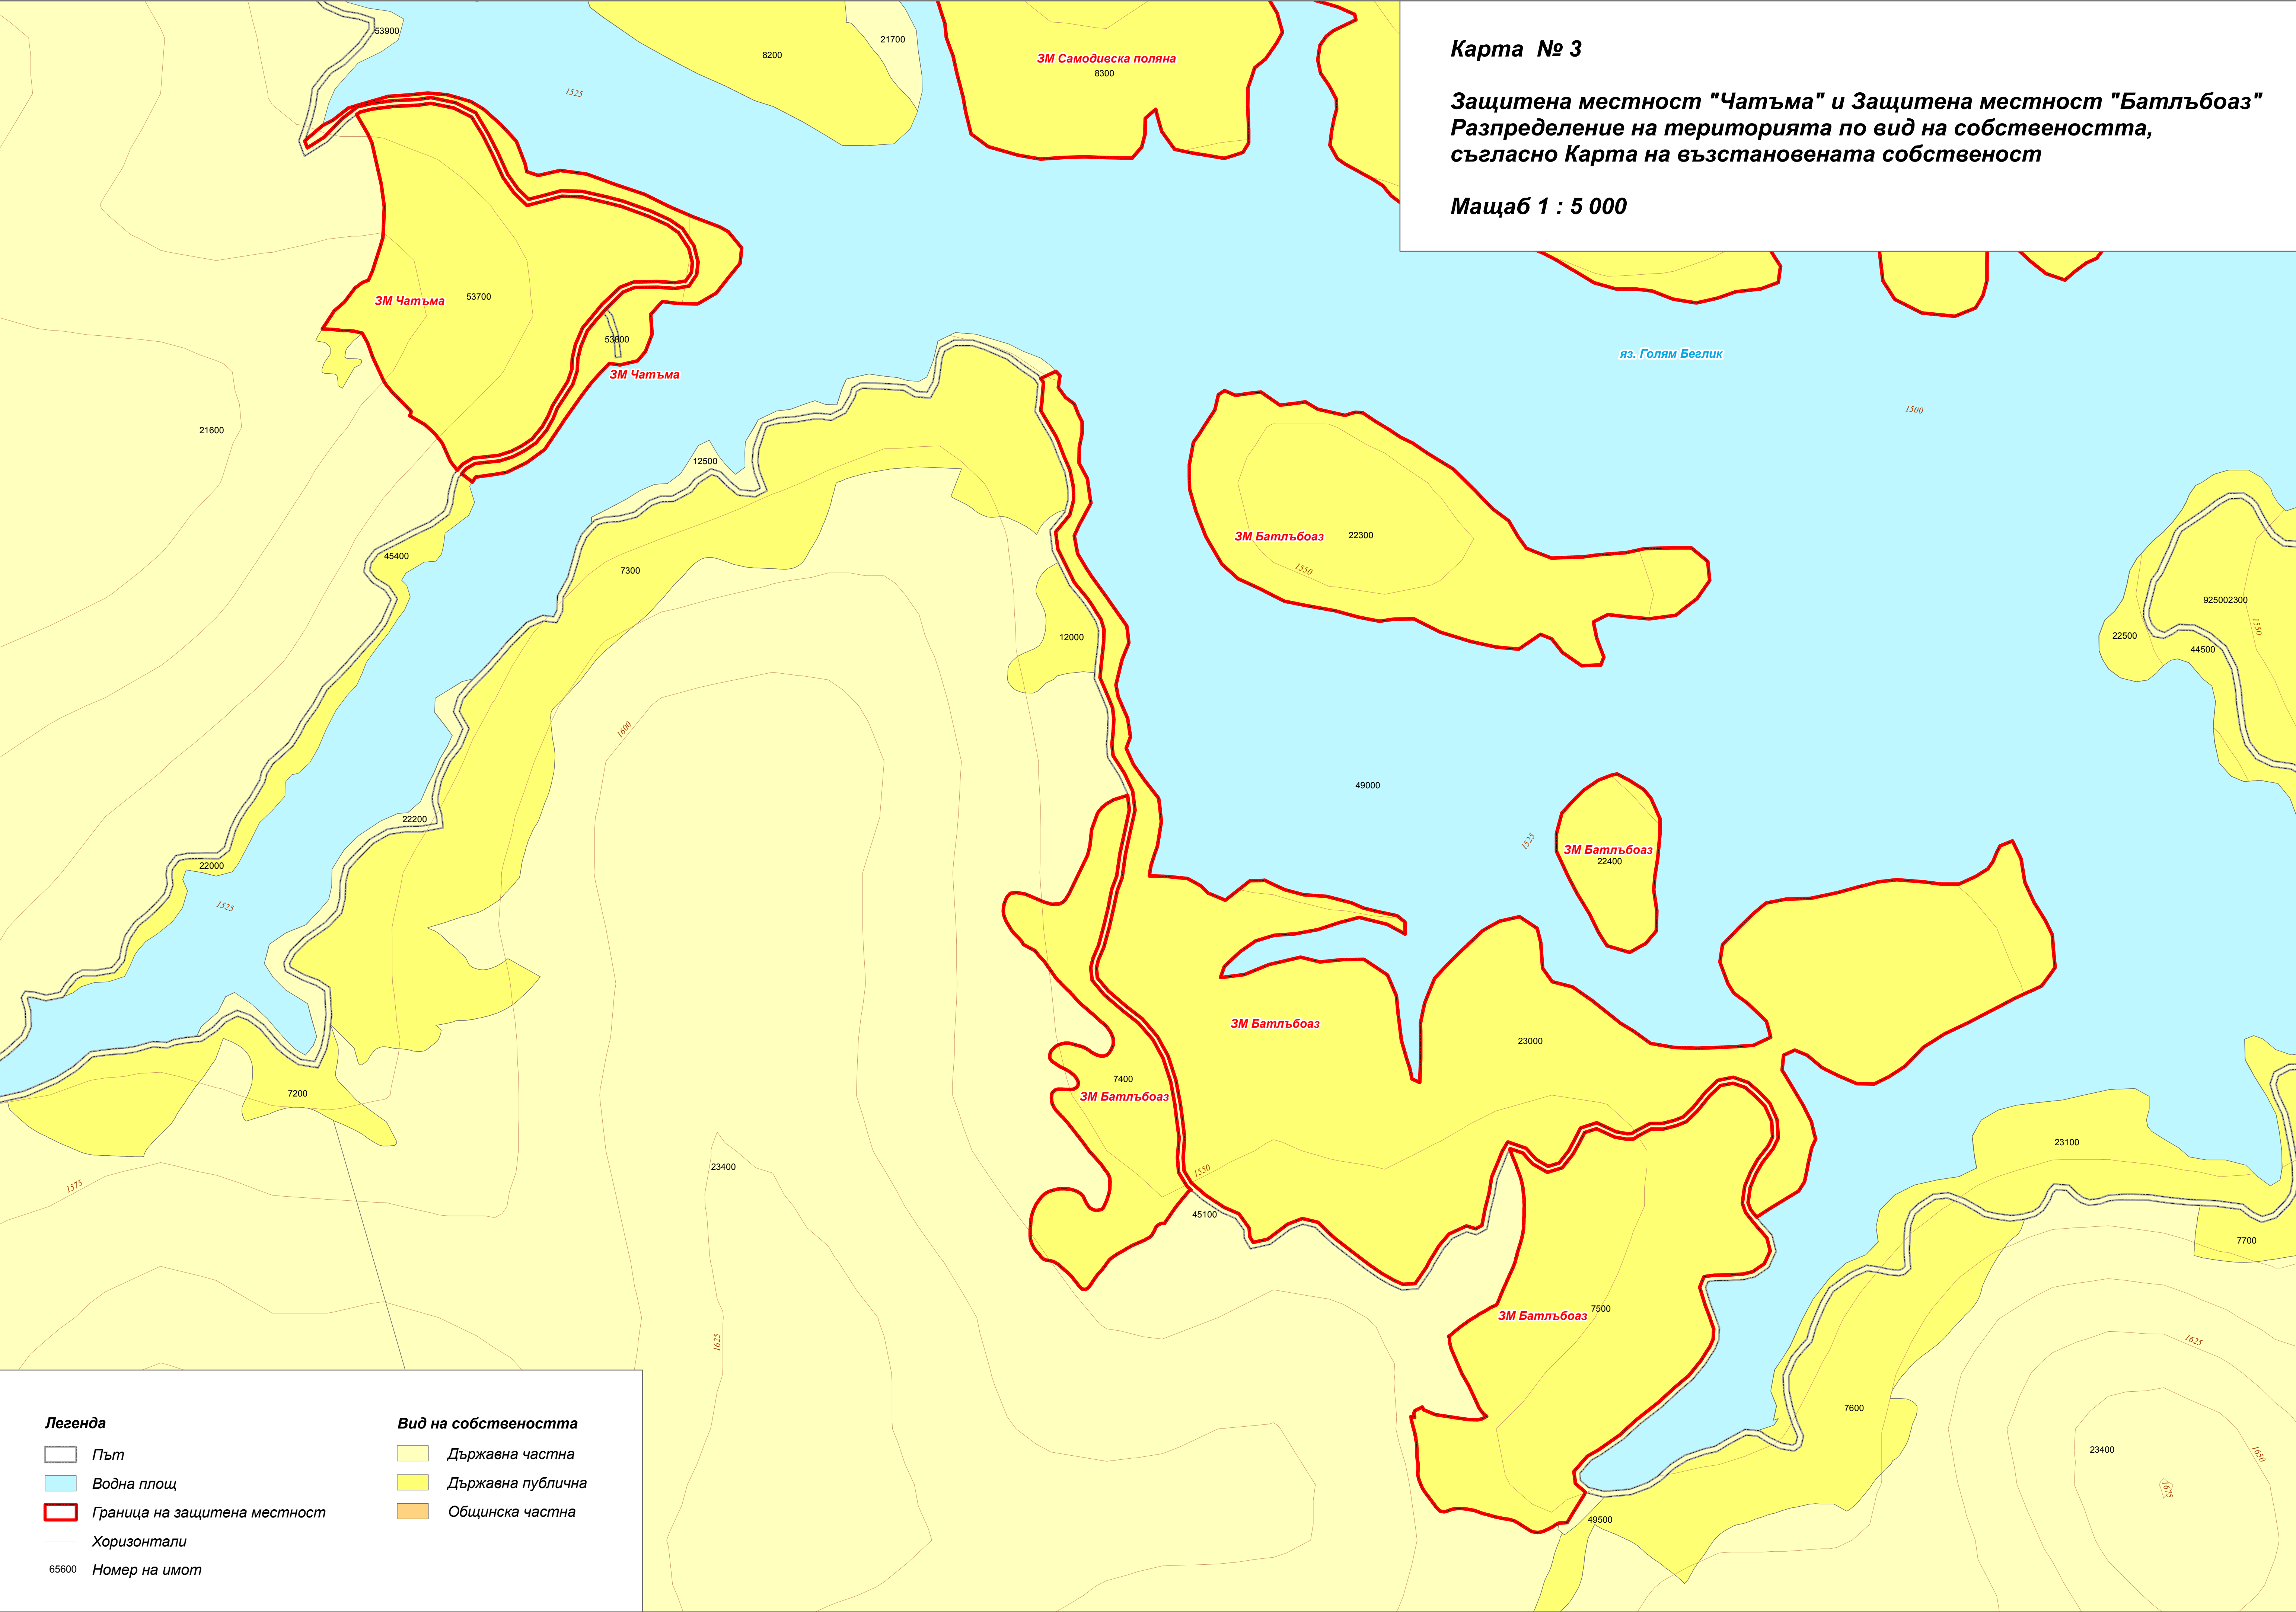 Карта № 3
Защитена местност "Чатъма" и Защитена местност "Батлъбоаз"
Разпределение на територията по вид на собствеността,
съгласно Карта на възстановената собственост
Мащаб 1 : 5 000
53900
8200
21700
ЗМ Самодивска поляна
8300
1525
ЗМ Чатъма
53700
53800
ЗМ Чатъма
яз. Голям Беглик
1500
21600
12500
45400
7300
ЗМ Батлъбоаз
22300
1550
12000
925002300
22500
1550
44500
1600
49000
22200
22000
1525
1525
ЗМ Батлъбоаз
22400
ЗМ Батлъбоаз
23000
7400
ЗМ Батлъбоаз
7200
23100
23400
1550
1575
45100
7700
ЗМ Батлъбоаз
7500
1625
1625
7600
23400
1650
1675
49500
Легенда
Път
Водна площ
Граница на защитена местност
Хоризонтали
65600 Номер на имот
Вид на собствеността
Държавна частна
Държавна публична
Общинска частна